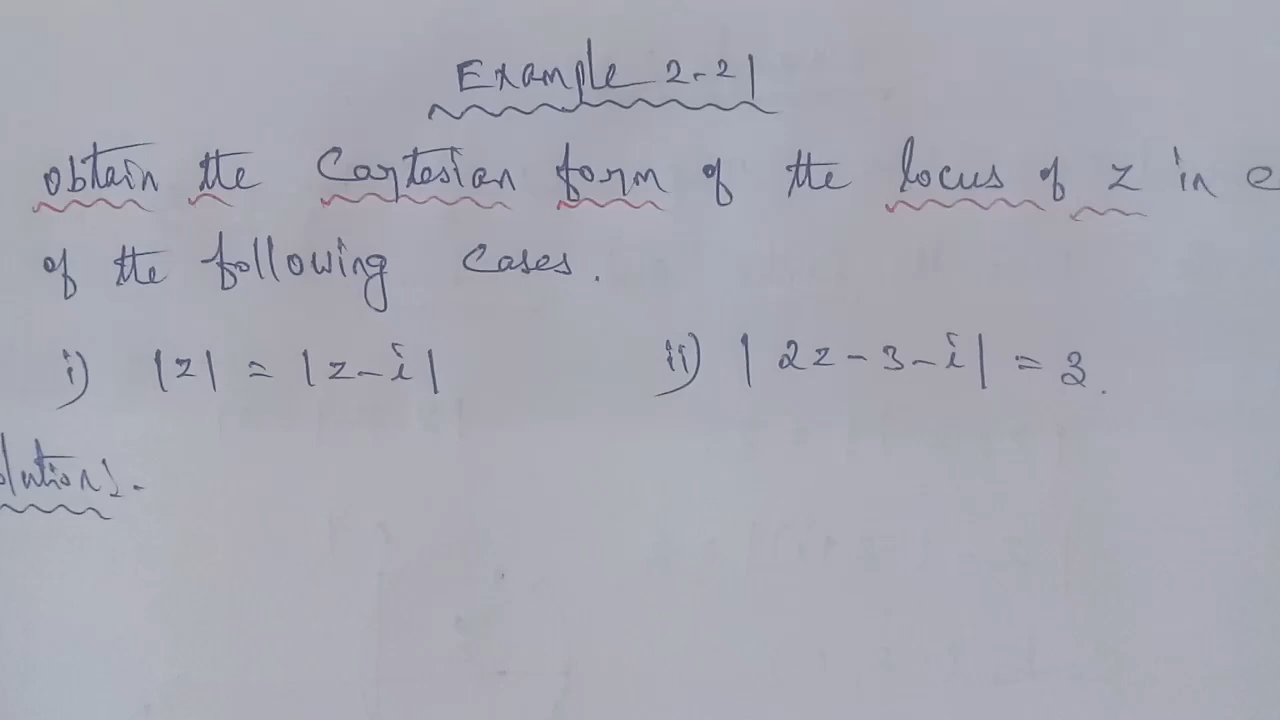 Example 2.21
obtain the Cartesian form of the locus of z in e
of the following cases.
i) |z| = |z-i| ii) | 2z-3-i| = 3.
olution:-